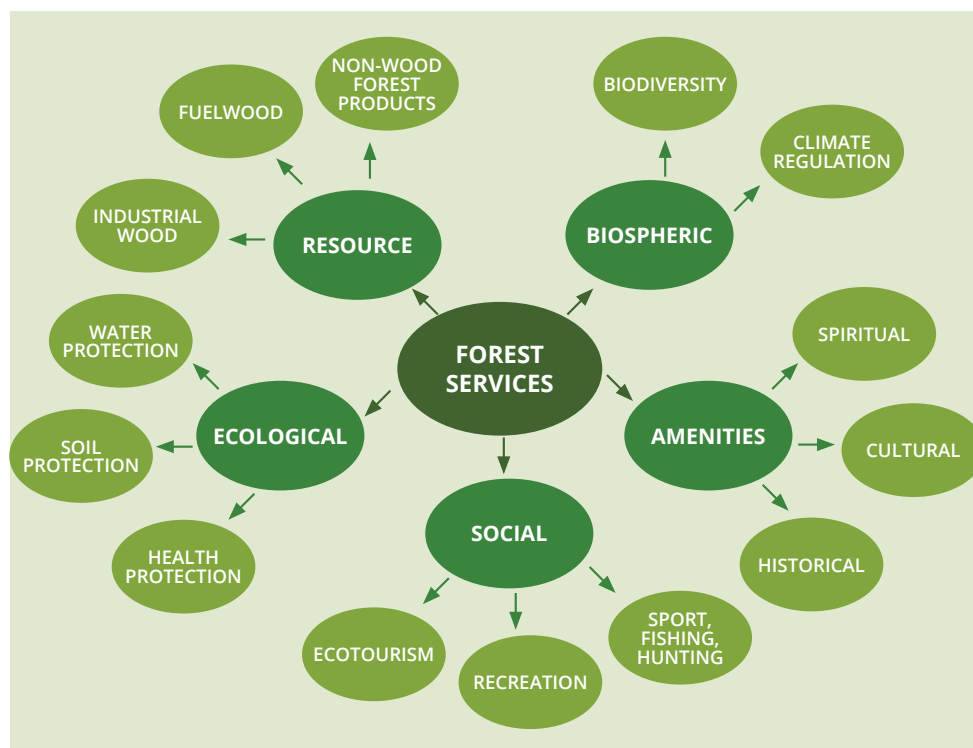 NON-WOOD
FOREST
PRODUCTS
FUELWOOD
INDUSTRIAL
WOOD
RESOURCE
BIODIVERSITY
CLIMATE
REGULATION
BIOSPHERIC
FOREST
SERVICES
WATER
PROTECTION
SOIL
PROTECTION
HEALTH
PROTECTION
ECOLOGICAL
SPIRITUAL
CULTURAL
HISTORICAL
AMENITIES
SOCIAL
ECOTOURISM
RECREATION
SPORT,
FISHING,
HUNTING